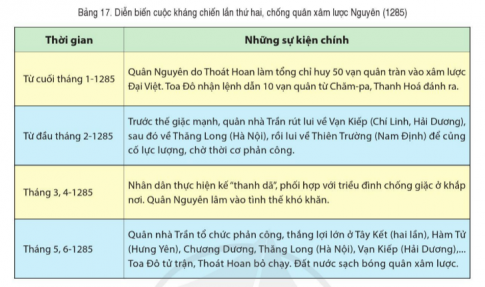 Bảng 17. Diễn biến cuộc kháng chiến lần thứ hai, chống quân xâm lược Nguyên (1285)
Thời gian
Những sự kiện chính
Từ cuối tháng 1-1285
Quân Nguyên do Thoát Hoan làm tổng chỉ huy 50 vạn quân tràn vào xâm lược
Đại Việt. Toa Đô nhận lệnh dẫn 10 vạn quân từ Chăm-pa, Thanh Hoá đánh ra.
Từ đầu tháng 2-1285
Trước thế giặc mạnh, quân nhà Trần rút lui về Vạn Kiếp (Chí Linh, Hải Dương),
sau đó về Thăng Long (Hà Nội), rồi lui về Thiên Trường (Nam Định) để củng
cố lực lượng, chờ thời cơ phản công.
Tháng 3, 4-1285
Nhân dân thực hiện kế "thanh dã", phối hợp với triều đình chống giặc ở khắp
nơi. Quân Nguyên lâm vào tình thế khó khăn.
Tháng 5, 6-1285
Quân nhà Trần tổ chức phản công, thắng lợi lớn ở Tây Kết (hai lần), Hàm Tử
(Hưng Yên), Chương Dương, Thăng Long (Hà Nội), Vạn Kiếp (Hải Dương),...
Toa Đô tử trận, Thoát Hoan bỏ chạy. Đất nước sạch bóng quân xâm lược.